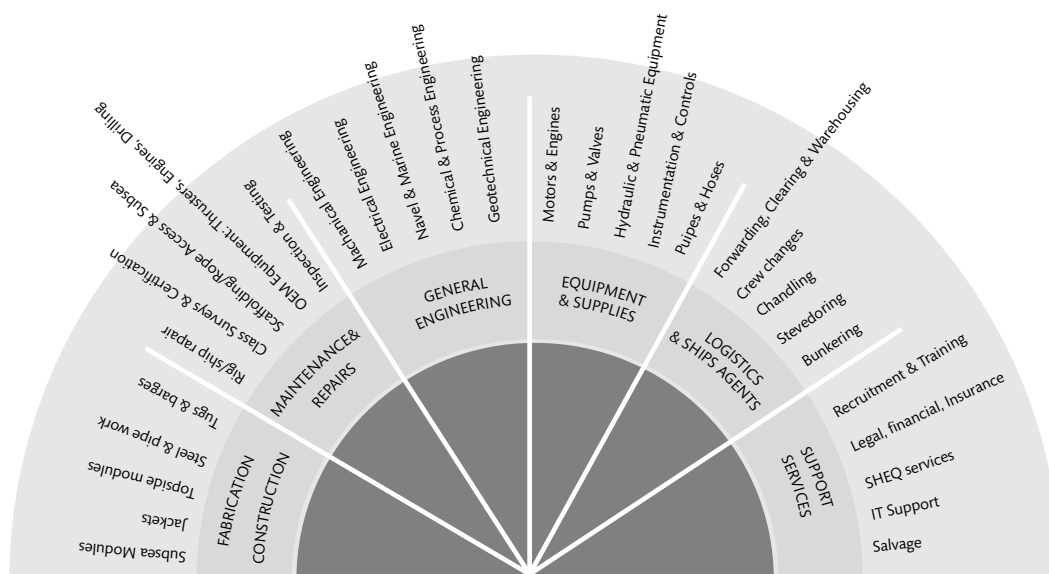 FABRICATION
CONSTRUCTION
Subsea Modules
Jackets
Topside modules
Steel & pipe work
Tugs & barges
MAINTENANCE&
REPAIRS
Rig/ship repair
Class Surveys & Certification
Scaffolding/Rope Access & Subsea
OEM Equipment: Thrusters, Engines, Drilling
Inspection & Testing
GENERAL
ENGINEERING
Machanical Engineering
Electrical Engineering
Navel & Marine Engineering
Chemical & Process Engineering
Geotechnical Engineering
EQUIPMENT
& SUPPLIES
Motors & Engines
Pumps & Valves
Hydraulic & Pneumatic Equipment
Instrumentation & Controls
Puipes & Hoses
LOGISTICS
& SHIPS AGENTS
Forwarding, Clearing & Warehousing
Crew changes
Chandling
Stevedoring
Bunkering
SUPPORT
SERVICES
Recruitment & Training
Legal, financial, Insurance
SHEQ services
IT Support
Salvage